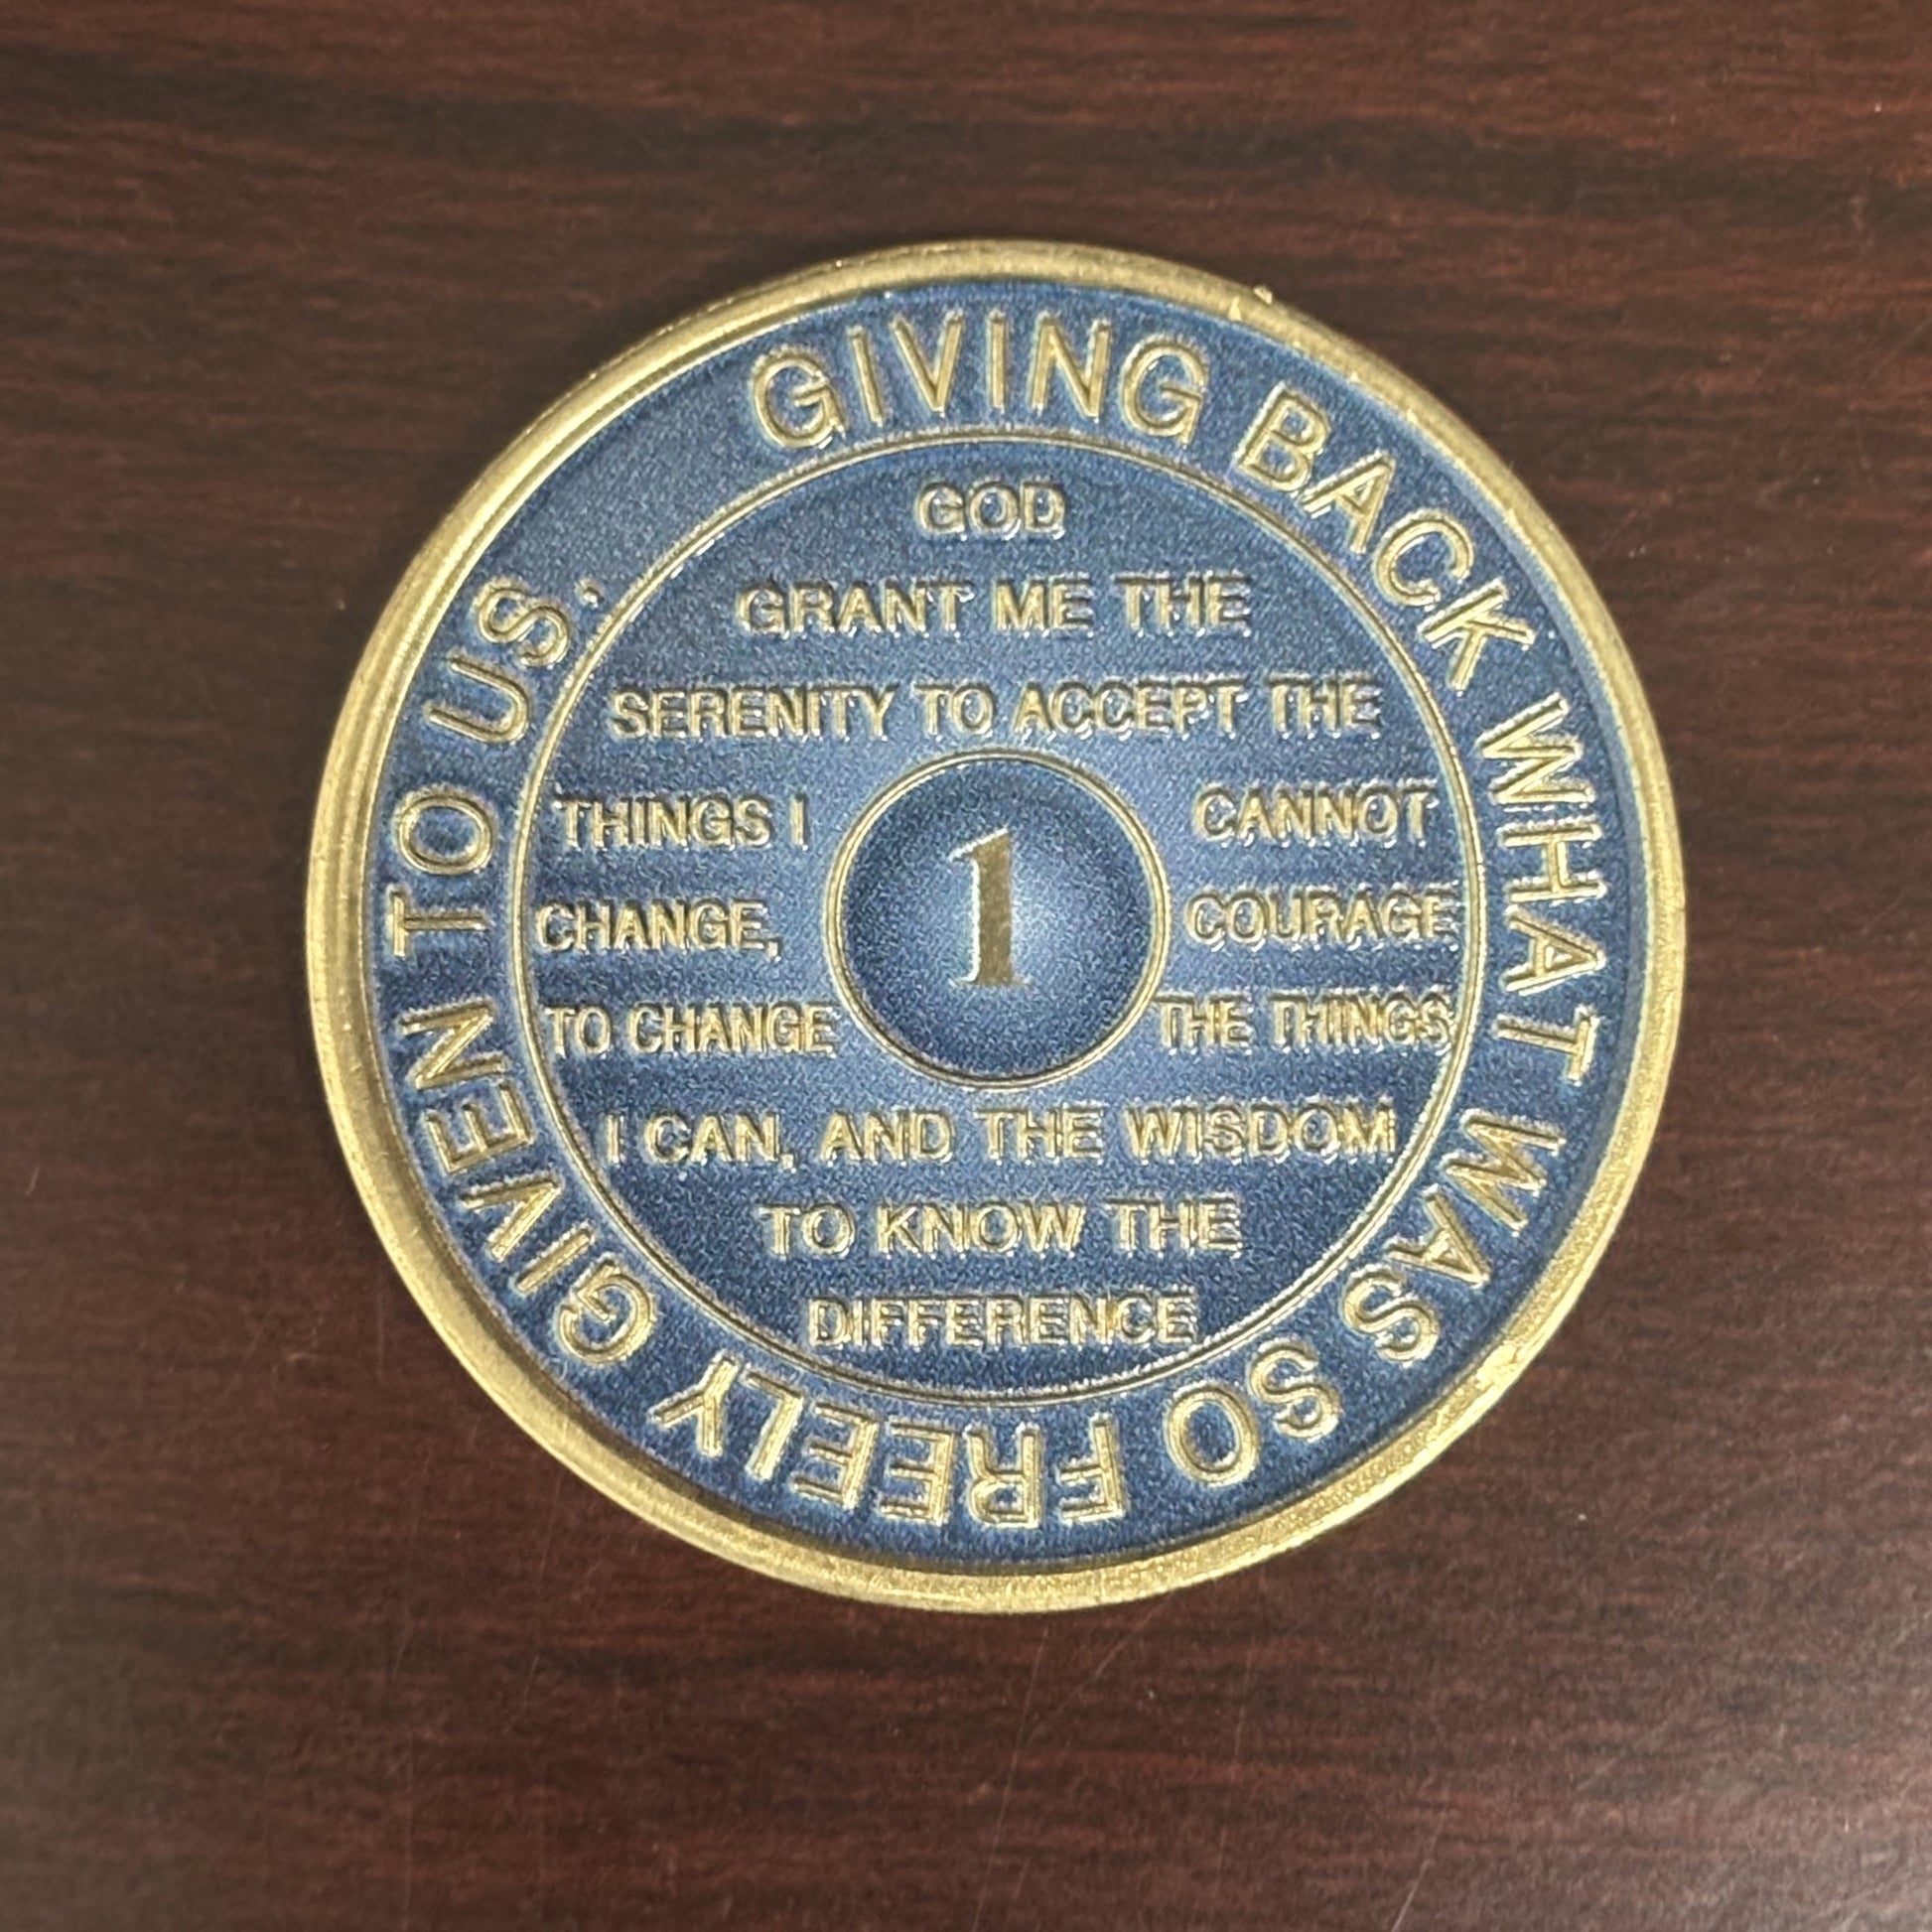 GIVING BACK WHAT WAS SO FREELY GIVEN TO US.
GOD
GRANT ME THE
SERENITY TO ACCEPT THE
THINGS I CANNOT
CHANGE, COURAGE
TO CHANGE THE THINGS
I CAN, AND THE WISDOM
TO KNOW THE
DIFFERENCE
1